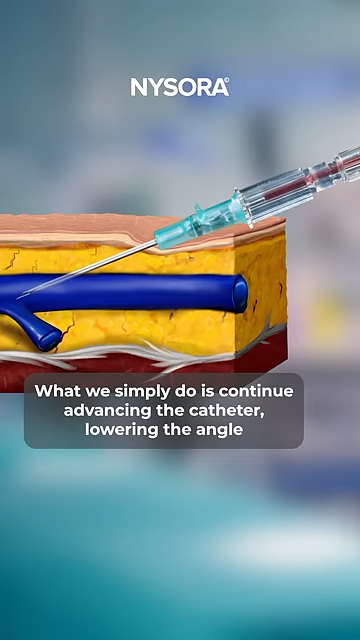 NYSORA®
What we simply do is continue
advancing the catheter,
lowering the angle